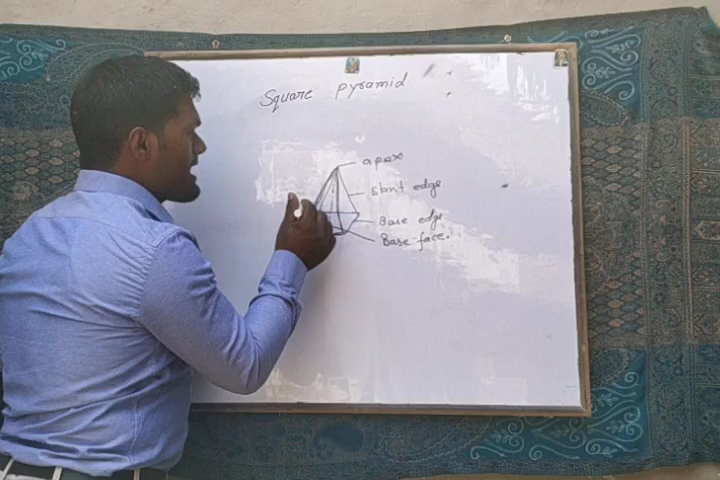 Square Pyramid
apex
Slant edge
Base edge
Base face.